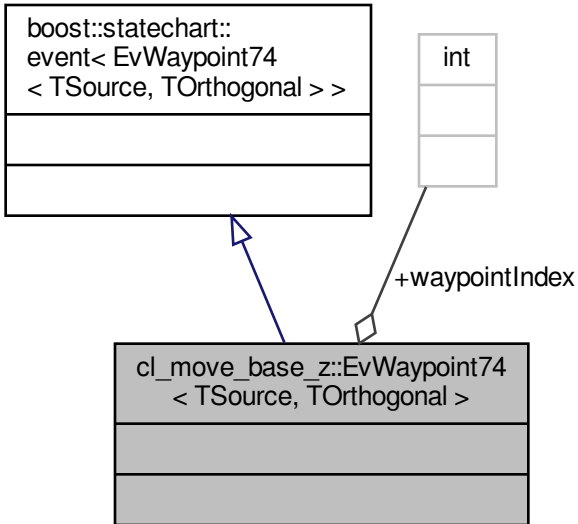 boost::statechart::
event< EvWaypoint74
< TSource, TOrthogonal > >
int
+waypointIndex
cl_move_base_z::EvWaypoint74
< TSource, TOrthogonal >